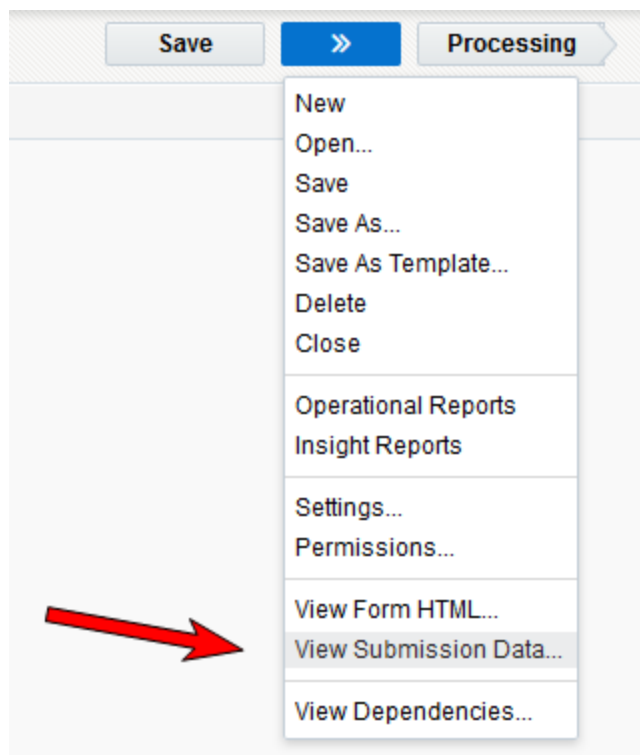 Save » Processing
New
Open...
Save
Save As...
Save As Template...
Delete
Close
Operational Reports
Insight Reports
Settings...
Permissions...
View Form HTML...
View Submission Data...
View Dependencies...